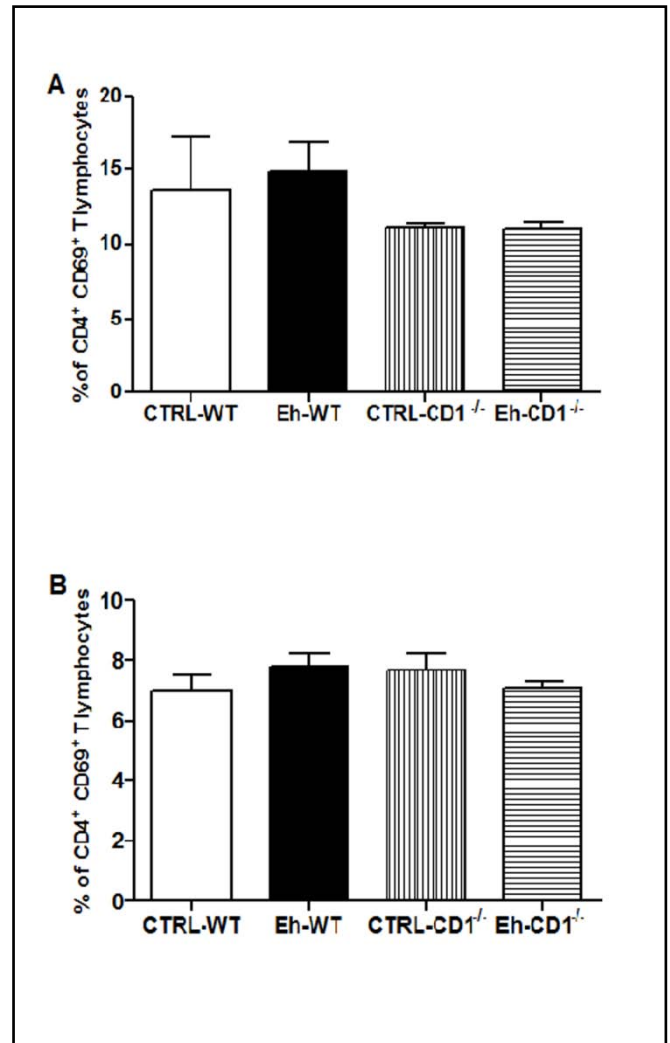 A
% of CD4⁺ CD69⁺ T lymphocytes
20
15
10
5
0
CTRL-WT Eh-WT CTRL-CD1⁻/⁻ Eh-CD1⁻/⁻
B
% of CD4⁺ CD69⁺ T lymphocytes
10
8
6
4
2
0
CTRL-WT Eh-WT CTRL-CD1⁻/⁻ Eh-CD1⁻/⁻